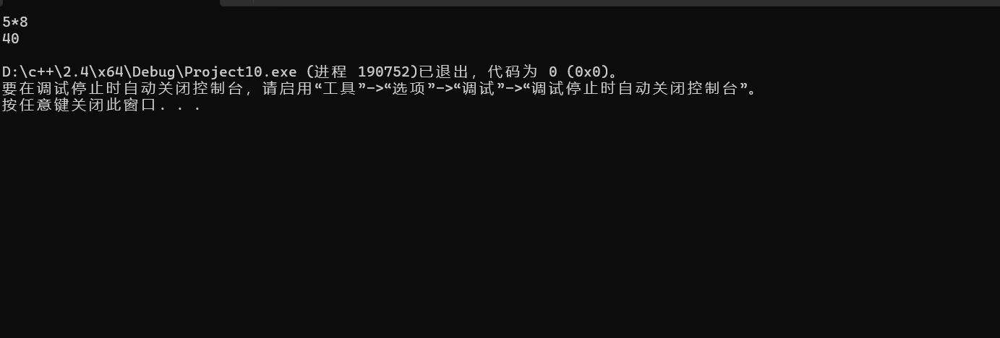 5*8
40
D:\c++\2.4\x64\Debug\Project10.exe (进程 190752)已退出，代码为 0 (0x0)。
要在调试停止时自动关闭控制台，请启用“工具”->“选项”->“调试”->“调试停止时自动关闭控制台”。
按任意键关闭此窗口. . .